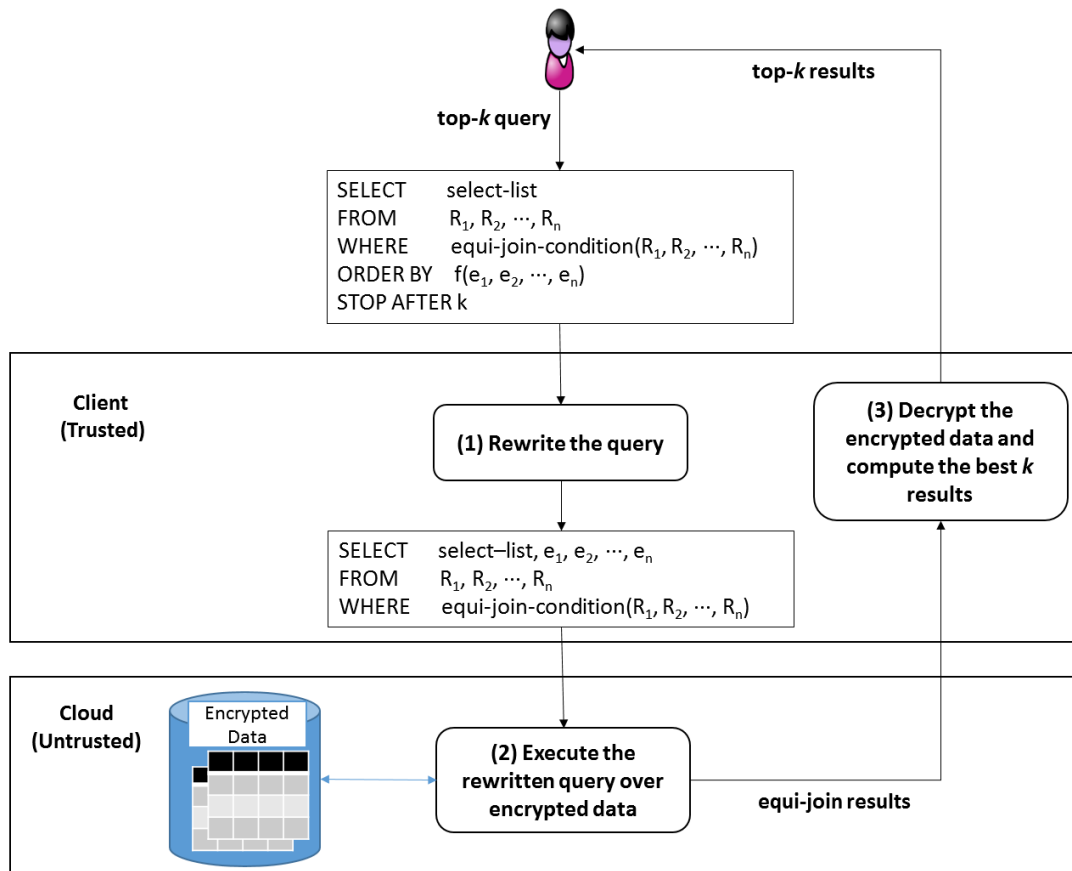 top-k results
top-k query
SELECT select-list
FROM R₁, R₂, ···, Rₙ
WHERE equi-join-condition(R₁, R₂, ···, Rₙ)
ORDER BY f(e₁, e₂, ···, eₙ)
STOP AFTER k
Client
(Trusted)
(1) Rewrite the query
(3) Decrypt the
encrypted data and
compute the best k
results
SELECT select–list, e₁, e₂, ···, eₙ
FROM R₁, R₂, ···, Rₙ
WHERE equi-join-condition(R₁, R₂, ···, Rₙ)
Cloud
(Untrusted)
Encrypted
Data
(2) Execute the
rewritten query over
encrypted data
equi-join results